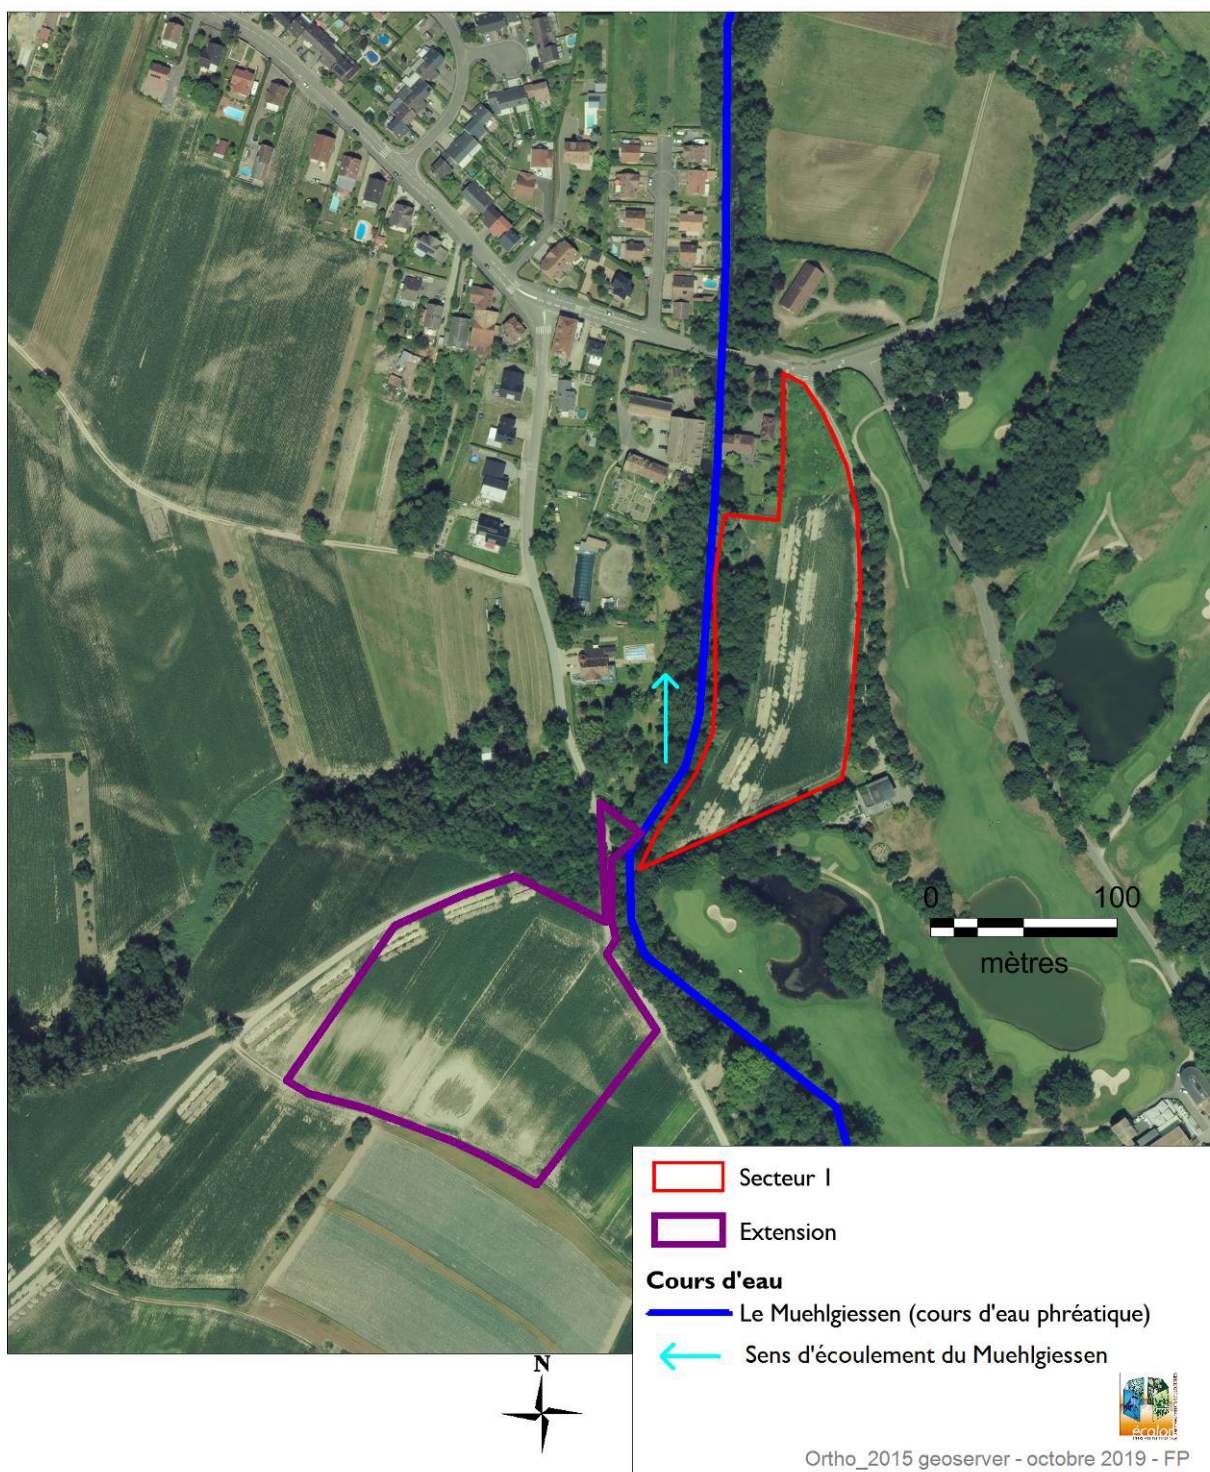 0 100
mètres
Secteur 1
Extension
Cours d'eau
Le Muehlgiessen (cours d'eau phréatique)
Sens d'écoulement du Muehlgiessen
N
écolor
Ortho_2015 geoserver - octobre 2019 - FP